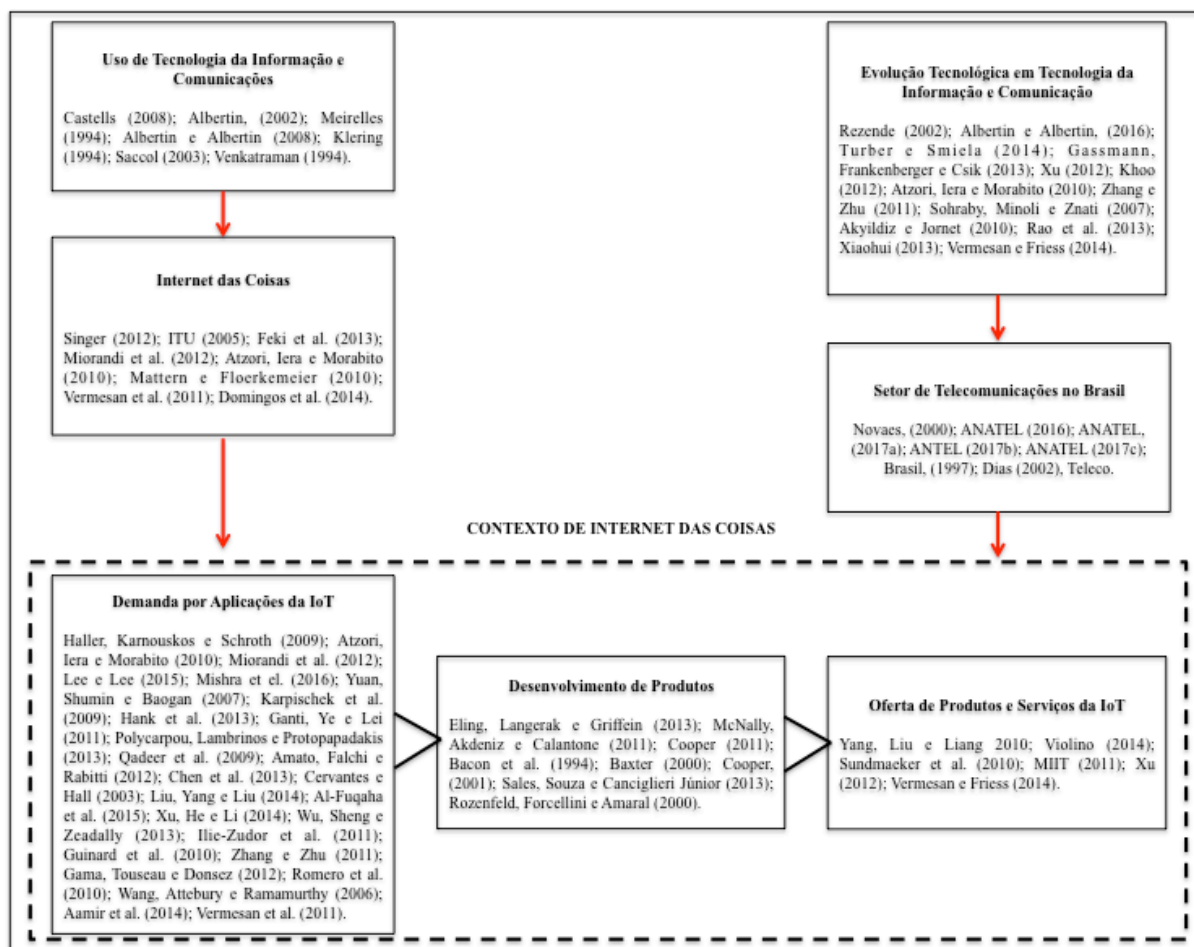 Uso de Tecnologia da Informação e
Comunicações
Castells (2008); Albertin, (2002); Meirelles
(1994); Albertin e Albertin (2008); Klering
(1994); Saccol (2003); Venkatraman (1994).
Internet das Coisas
Singer (2012); ITU (2005); Feki et al. (2013);
Miorandi et al. (2012); Atzori, Iera e Morabito
(2010); Mattern e Floerkemeier (2010);
Vermesan et al. (2011); Domingos et al. (2014).
Evolução Tecnológica em Tecnologia da
Informação e Comunicação
Rezende (2002); Albertin e Albertin, (2016);
Turber e Smiela (2014); Gassmann,
Frankenberger e Csik (2013); Xu (2012); Khoo
(2012); Atzori, Iera e Morabito (2010); Zhang e
Zhu (2011); Sohraby, Minoli e Znati (2007);
Akyildiz e Jornet (2010); Rao et al. (2013);
Xiaohui (2013); Vermesan e Friess (2014).
Setor de Telecomunicações no Brasil
Novaes, (2000); ANATEL (2016); ANATEL,
(2017a); ANTEL (2017b); ANATEL (2017c);
Brasil, (1997); Dias (2002), Teleco.
CONTEXTO DE INTERNET DAS COISAS
Demanda por Aplicações da IoT
Haller, Karnouskos e Schroth (2009); Atzori,
Iera e Morabito (2010); Miorandi et al. (2012);
Lee e Lee (2015); Mishra et el. (2016); Yuan,
Shumin e Baogan (2007); Karpischek et al.
(2009); Hank et al. (2013); Ganti, Ye e Lei
(2011); Polycarpou, Lambrinos e Protopapadakis
(2013); Qadeer et al. (2009); Amato, Falchi e
Rabitti (2012); Chen et al. (2013); Cervantes e
Hall (2003); Liu, Yang e Liu (2014); Al-Fuqaha
et al. (2015); Xu, He e Li (2014); Wu, Sheng e
Zeadally (2013); Ilie-Zudor et al. (2011);
Guinard et al. (2010); Zhang e Zhu (2011);
Gama, Touseau e Donsez (2012); Romero et al.
(2010); Wang, Attebury e Ramamurthy (2006);
Aamir et al. (2014); Vermesan et al. (2011).
Desenvolvimento de Produtos
Eling, Langerak e Griffein (2013); McNally,
Akdeniz e Calantone (2011); Cooper (2011);
Bacon et al. (1994); Baxter (2000); Cooper,
(2001); Sales, Souza e Canciglieri Júnior (2013);
Rozenfeld, Forcellini e Amaral (2000).
Oferta de Produtos e Serviços da IoT
Yang, Liu e Liang 2010; Violino (2014);
Sundmaeker et al. (2010); MIIT (2011); Xu
(2012); Vermesan e Friess (2014).